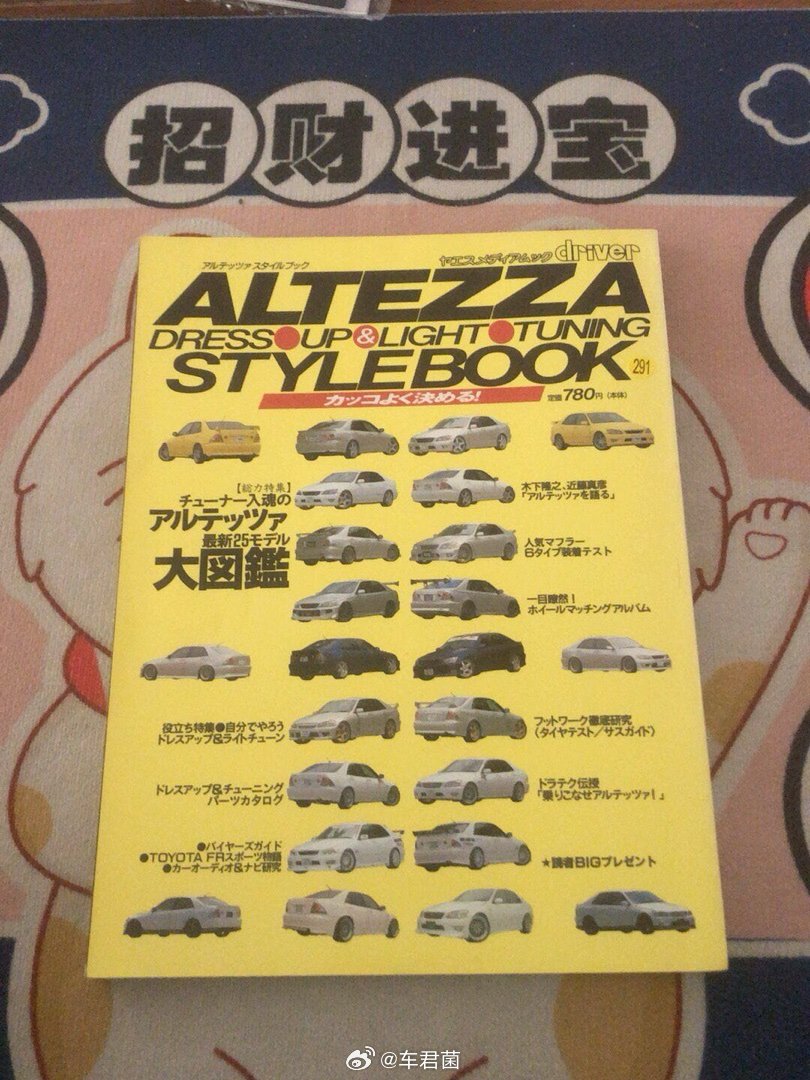 招财进宝
アルテッツァ スタイルブック
ヤエスメディアムック driver
ALTEZZA
DRESS●UP&LIGHT●TUNING
STYLEBOOK 291
カッコよく決める!
定価780円(本体)
【総力特集】
チューナー入魂の
アルテッツァ
最新25モデル
大図鑑
木下隆之、近藤真彦
「アルテッツァを語る」
人気マフラー
6タイプ装着テスト
一目瞭然!
ホイールマッチングアルバム
役立ち特集●自分でやろう
ドレスアップ&ライトチューン
フットワーク徹底研究
(タイヤテスト/サスガイド)
ドレスアップ&チューニング
パーツカタログ
ドラテク伝授
「乗りこなせアルテッツァ!」
●バイヤーズガイド
●TOYOTA FRスポーツ物語
●カーオーディオ&ナビ研究
★読者BIGプレゼント
@车君菌